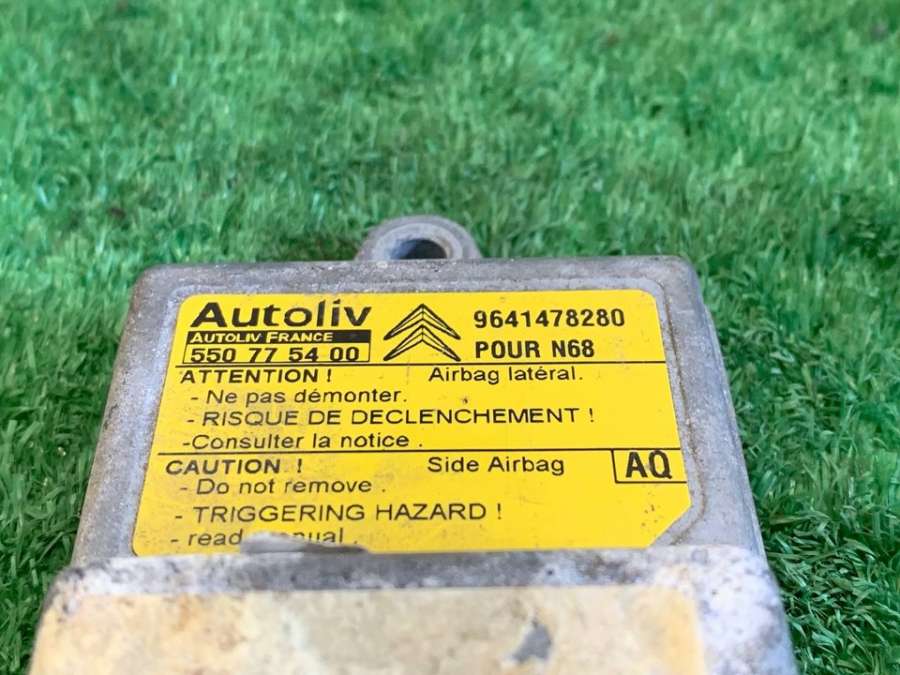 Autoliv
AUTOLIV FRANCE
550 77 54 00
9641478280
POUR N68
ATTENTION ! Airbag latéral.
- Ne pas démonter.
- RISQUE DE DECLENCHEMENT !
-Consulter la notice .
CAUTION ! Side Airbag AQ
- Do not remove .
- TRIGGERING HAZARD !
- read